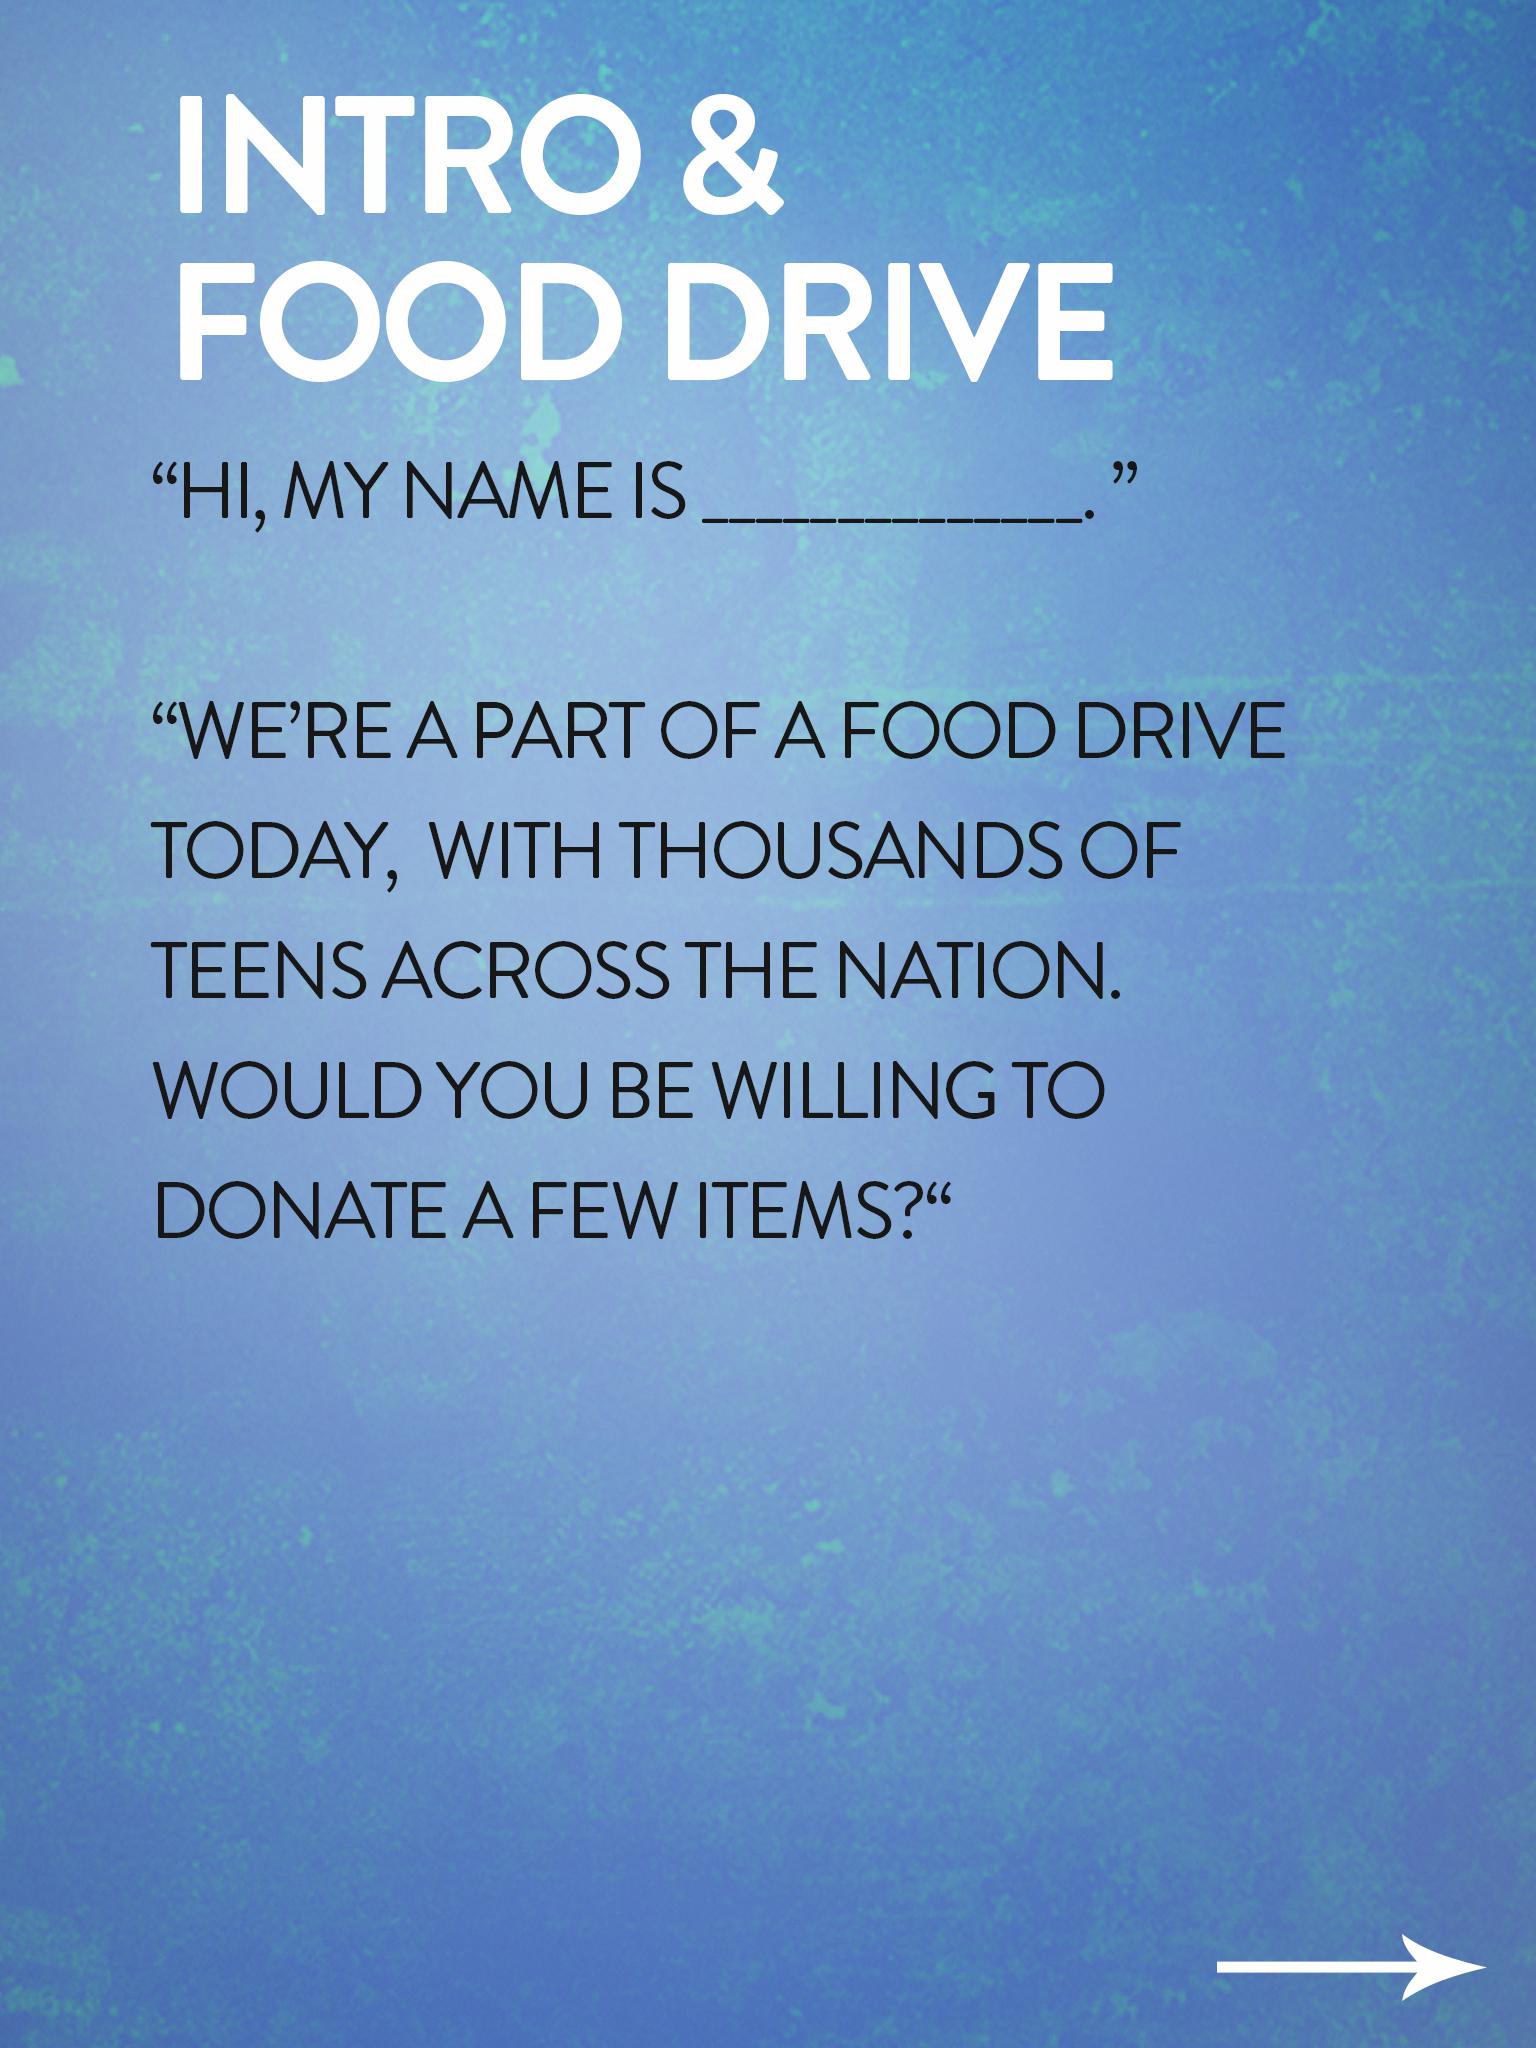 INTRO &
FOOD DRIVE
“HI, MY NAME IS ______________.”
“WE’RE A PART OF A FOOD DRIVE
TODAY,  WITH THOUSANDS OF
TEENS ACROSS THE NATION.
WOULD YOU BE WILLING TO
DONATE A FEW ITEMS?“